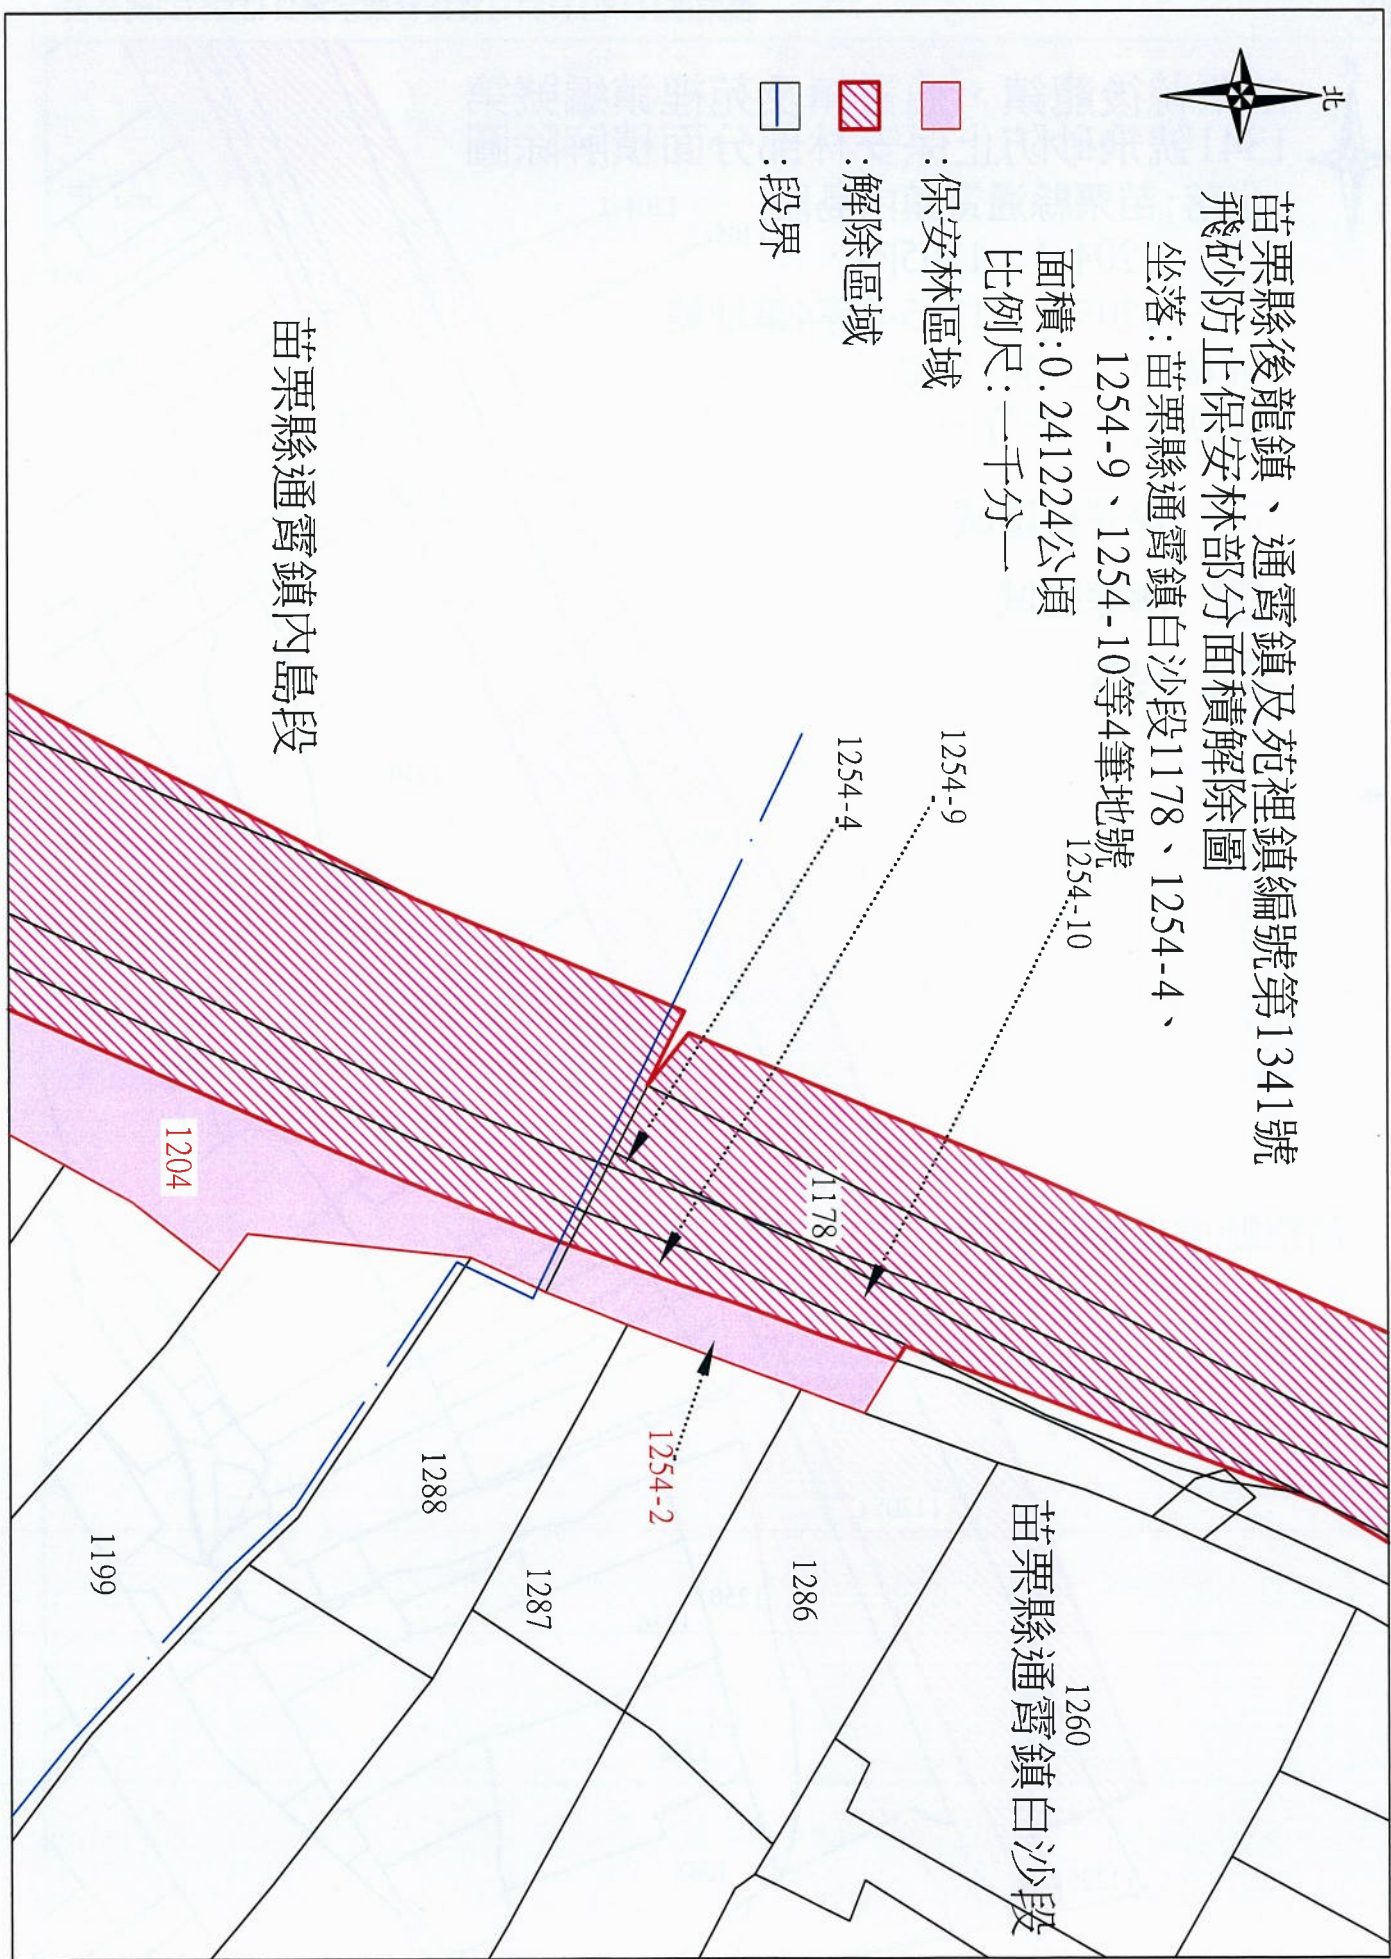 北
苗栗縣後龍鎮、通霄鎮及苑裡鎮編號第1341號
飛砂防止保安林部分面積解除圖
坐落:苗栗縣通霄鎮白沙段1178、1254-4、
1254-9、1254-10等4筆地號
面積:0.241224公頃
比例尺:一千分一
:保安林區域
:解除區域
:段界
1254-10
1254-9
1254-4
1178
1260
苗栗縣通霄鎮白沙段
1286
1254-2
1287
1288
苗栗縣通霄鎮內島段
1204
1199